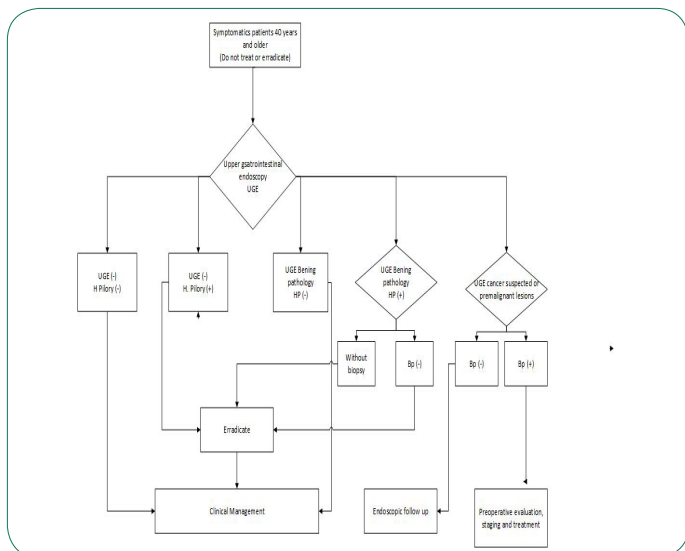 Symptomatics patients 40 years
and older
(Do not treat or erradicate)
Upper gsatrointestinal
endoscopy
UGE
UGE (-)
H Pilory (-)
UGE (-)
H. Pilory (+)
UGE Bening
pathology
HP (-)
UGE Bening
pathology
HP (+)
UGE cancer suspected or
premalignant lesions
Without
biopsy
Bp (-)
Bp (-)
Bp (+)
Erradicate
Clinical Management
Endoscopic follow up
Preoperative evaluation,
staging and treatment